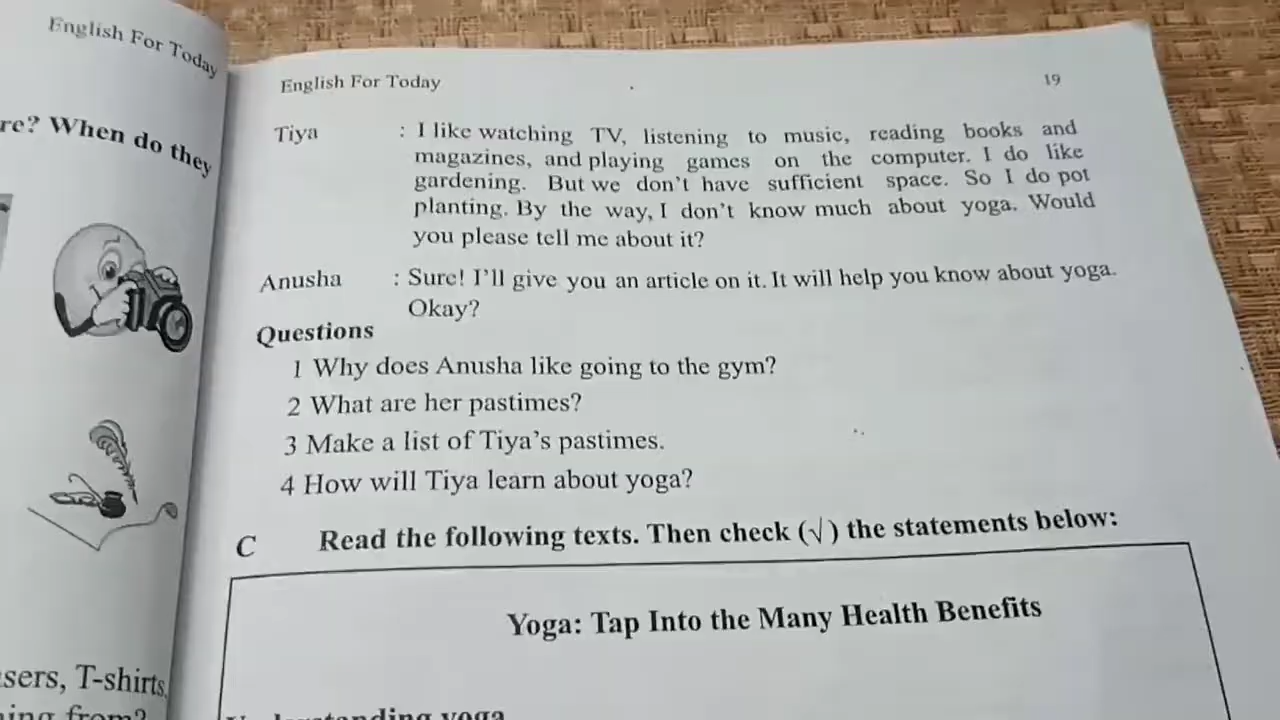 English For Today
re? When do they
sers, T-shirts,
from?
English For Today
19
Tiya : I like watching TV, listening to music, reading books and
magazines, and playing games on the computer. I do like
gardening. But we don't have sufficient space. So I do pot
planting. By the way, I don't know much about yoga. Would
you please tell me about it?
Anusha : Sure! I'll give you an article on it. It will help you know about yoga.
Okay?
Questions
1 Why does Anusha like going to the gym?
2 What are her pastimes?
3 Make a list of Tiya's pastimes.
4 How will Tiya learn about yoga?
C Read the following texts. Then check (√) the statements below:
Yoga: Tap Into the Many Health Benefits
yoga